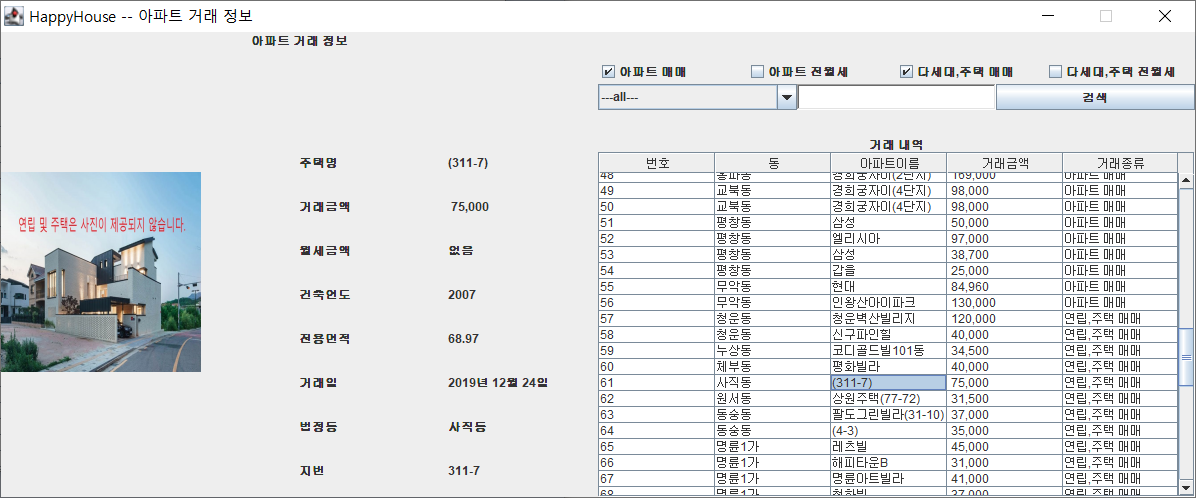 HappyHouse -- 아파트 거래 정보
아파트 거래 정보
아파트 매매 아파트 전월세 다세대,주택 매매 다세대,주택 전월세
---all--- 검색
연립 및 주택은 사진이 제공되지 않습니다.
주택명 (311-7)
거래금액 75,000
월세금액 없음
건축연도 2007
전용면적 68.97
거래일 2019년 12월 24일
법정동 사직동
지번 311-7
거래 내역
번호 동 아파트이름 거래금액 거래종류
48 홍파동 경희궁자이(2단지) 169,000 아파트 매매
49 교북동 경희궁자이(4단지) 98,000 아파트 매매
50 교북동 경희궁자이(4단지) 98,000 아파트 매매
51 평창동 삼성 50,000 아파트 매매
52 평창동 엘리시아 97,000 아파트 매매
53 평창동 삼성 38,700 아파트 매매
54 평창동 갑을 25,000 아파트 매매
55 무악동 현대 84,960 아파트 매매
56 무악동 인왕산아이파크 130,000 아파트 매매
57 청운동 청운벽산빌리지 120,000 연립,주택 매매
58 청운동 신구파인힐 40,000 연립,주택 매매
59 누상동 코디골드빌101동 34,500 연립,주택 매매
60 체부동 평화빌라 40,000 연립,주택 매매
61 사직동 (311-7) 75,000 연립,주택 매매
62 원서동 상원주택(77-72) 31,500 연립,주택 매매
63 동숭동 팔도그린빌라(31-10) 37,000 연립,주택 매매
64 동숭동 (4-3) 35,000 연립,주택 매매
65 명륜1가 레츠빌 45,000 연립,주택 매매
66 명륜1가 해피타운B 31,000 연립,주택 매매
67 명륜1가 명륜아트빌라 41,000 연립,주택 매매
68 명륜1가 27,000 연립,주택 매매